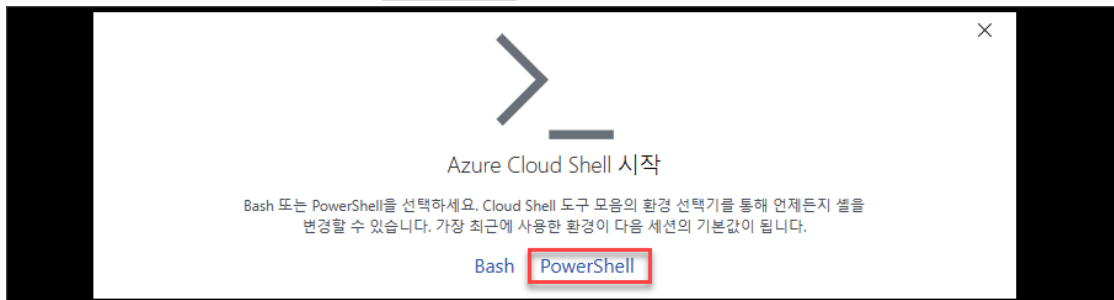 Azure Cloud Shell 시작
Bash 또는 PowerShell을 선택하세요. Cloud Shell 도구 모음의 환경 선택기를 통해 언제든지 셸을
변경할 수 있습니다. 가장 최근에 사용한 환경이 다음 세션의 기본값이 됩니다.
Bash PowerShell